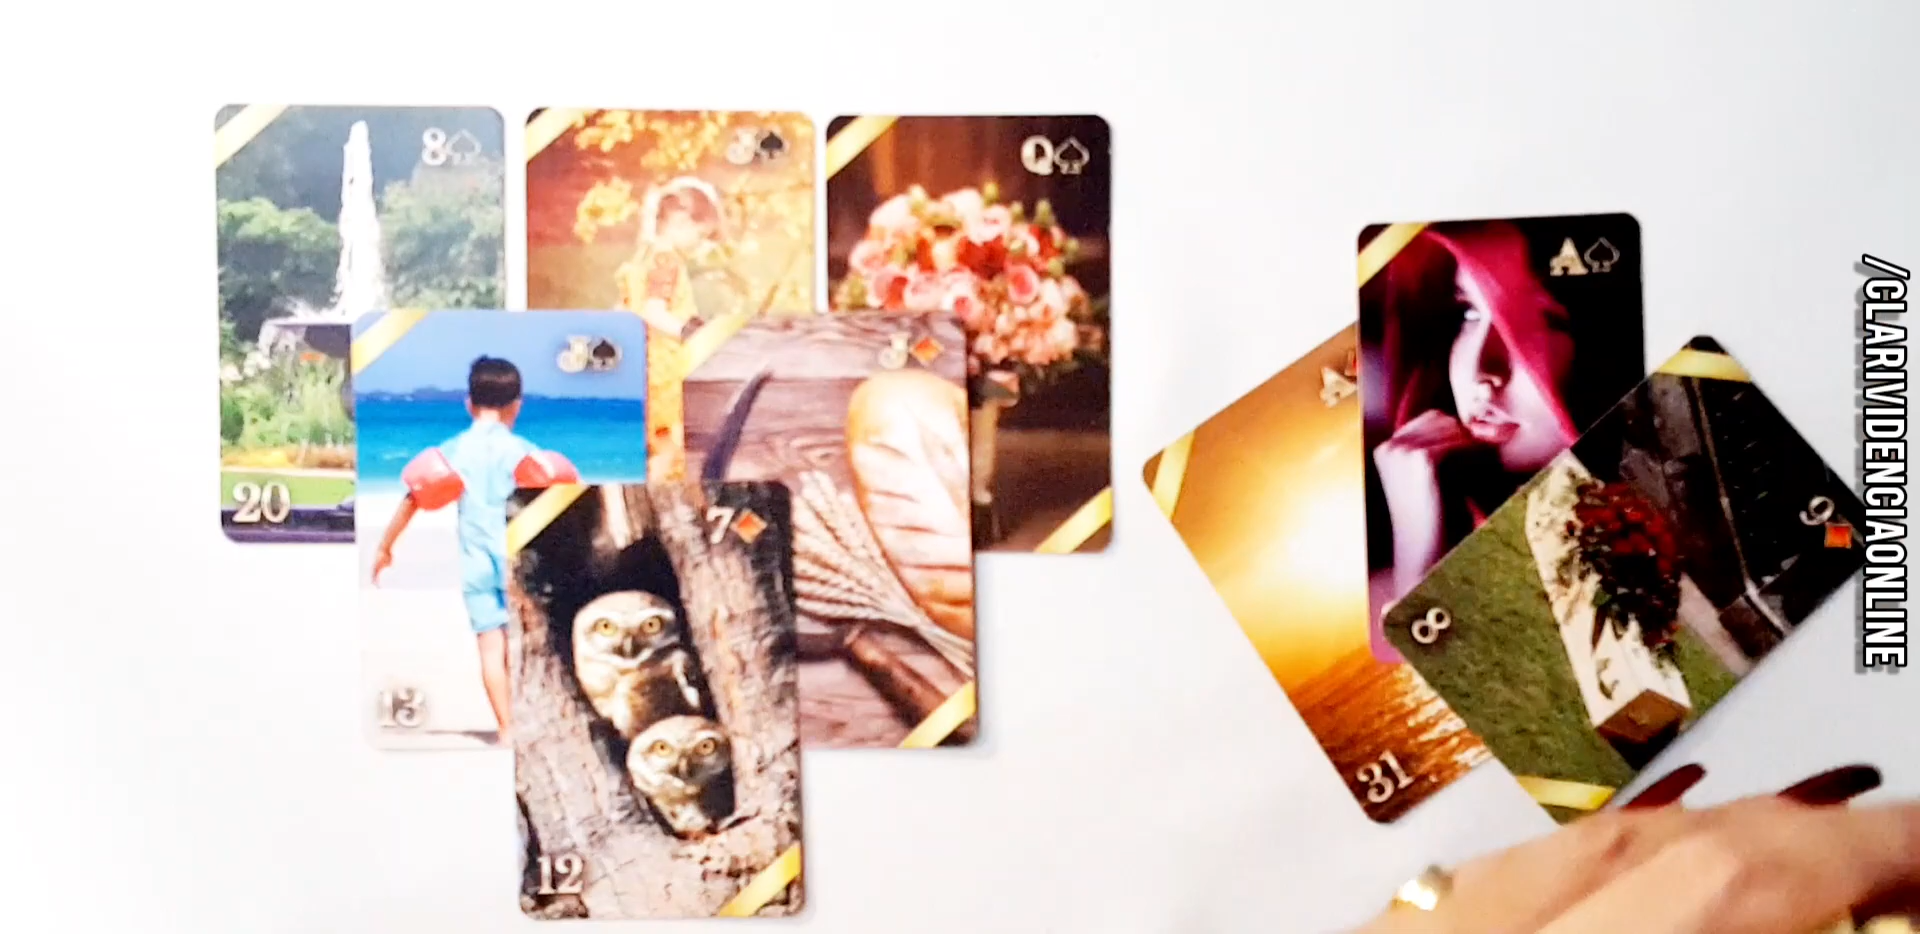 8♤
J♠
Q♤
A♤
J♠
J♦
A
9♦
/CLARIVIDENCIAONLINE
20
7♦
8
13
31
12